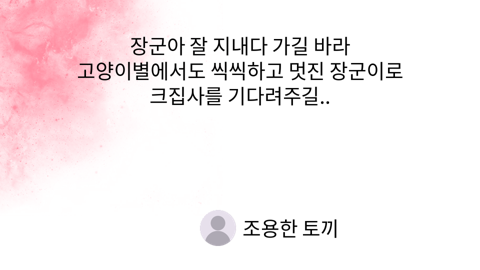 장군아 잘 지내다 가길 바라
고양이별에서도 씩씩하고 멋진 장군이로
크집사를 기다려주길..
조용한 토끼